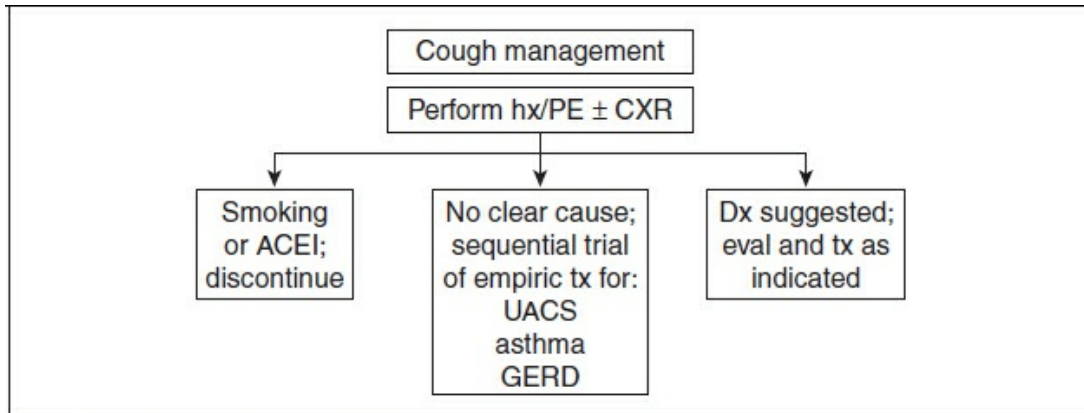 Cough management
Perform hx/PE ± CXR
Smoking
or ACEI;
discontinue
No clear cause;
sequential trial
of empiric tx for:
UACS
asthma
GERD
Dx suggested;
eval and tx as
indicated